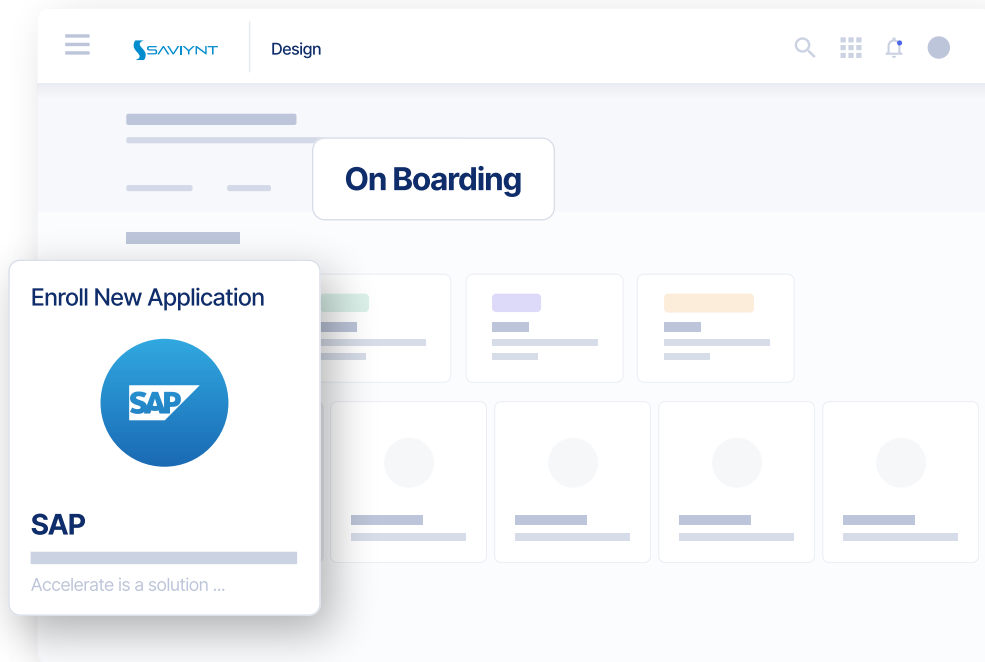 SAVIYNT
Design
On Boarding
Enroll New Application
SAP
SAP
Accelerate is a solution ...